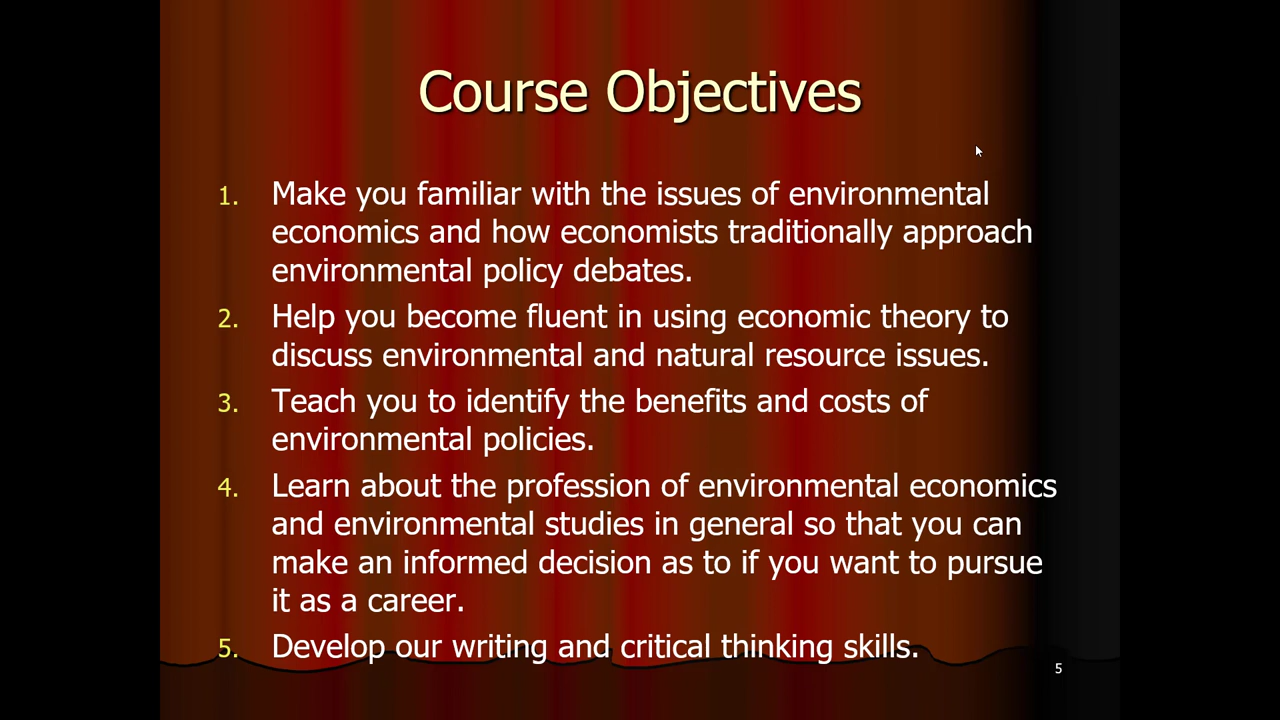 Course Objectives
1. Make you familiar with the issues of environmental
economics and how economists traditionally approach
environmental policy debates.
2. Help you become fluent in using economic theory to
discuss environmental and natural resource issues.
3. Teach you to identify the benefits and costs of
environmental policies.
4. Learn about the profession of environmental economics
and environmental studies in general so that you can
make an informed decision as to if you want to pursue
it as a career.
5. Develop our writing and critical thinking skills.
5